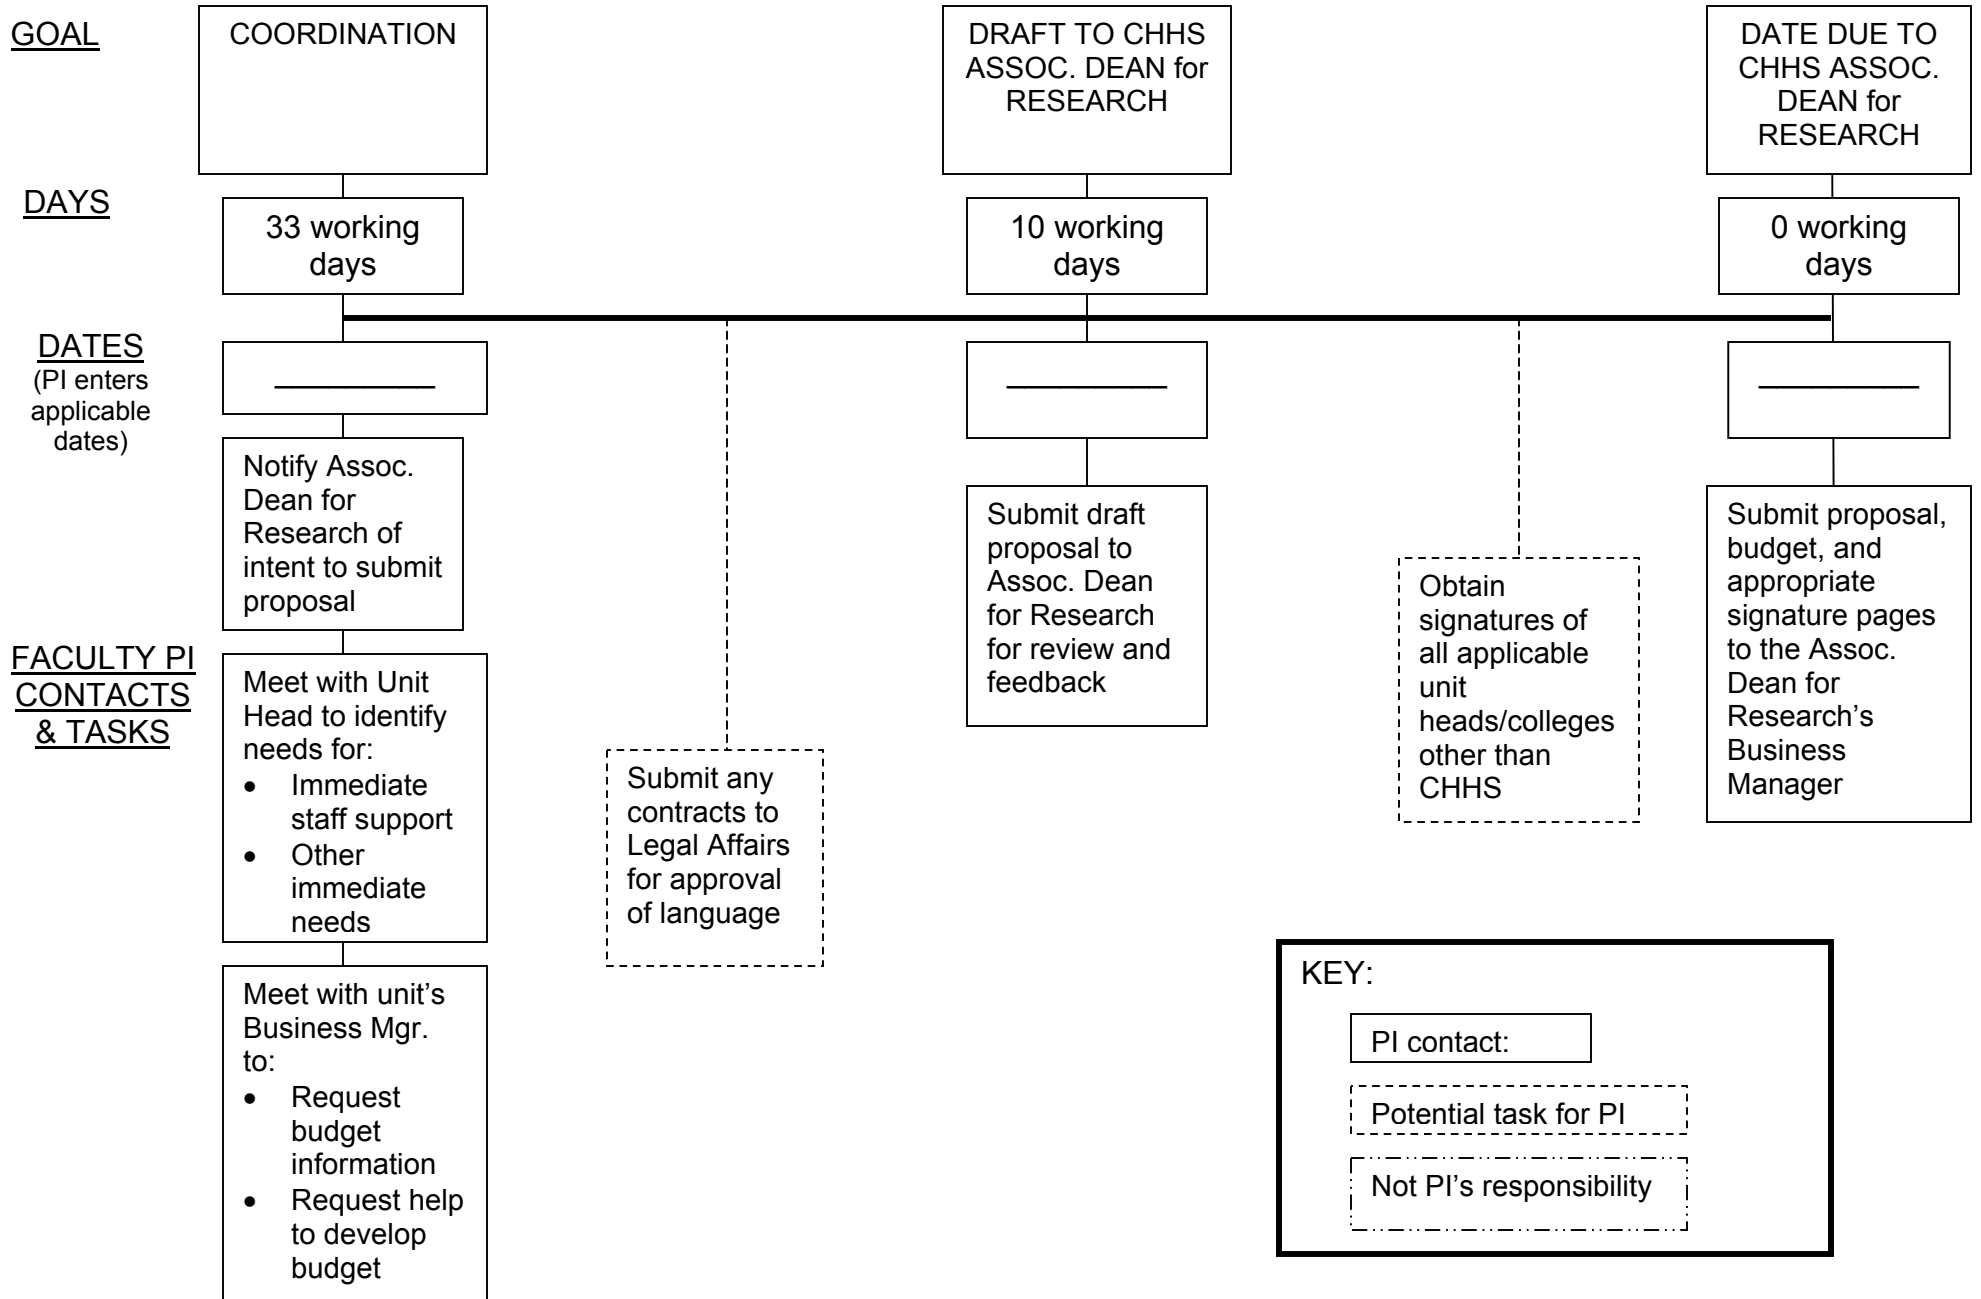 GOAL
COORDINATION
DRAFT TO CHHS
ASSOC. DEAN for
RESEARCH
DATE DUE TO
CHHS ASSOC.
DEAN for
RESEARCH
DAYS
33 working
days
10 working
days
0 working
days
DATES
(PI enters
applicable
dates)
__________
__________
__________
FACULTY PI
CONTACTS
& TASKS
Notify Assoc.
Dean for
Research of
intent to submit
proposal
Meet with Unit
Head to identify
needs for:
• Immediate
staff support
• Other
immediate
needs
Meet with unit’s
Business Mgr.
to:
• Request
budget
information
• Request help
to develop
budget
Submit any
contracts to
Legal Affairs
for approval
of language
Submit draft
proposal to
Assoc. Dean
for Research
for review and
feedback
Obtain
signatures of
all applicable
unit
heads/colleges
other than
CHHS
Submit proposal,
budget, and
appropriate
signature pages
to the Assoc.
Dean for
Research’s
Business
Manager
KEY:
PI contact:
Potential task for PI
Not PI’s responsibility